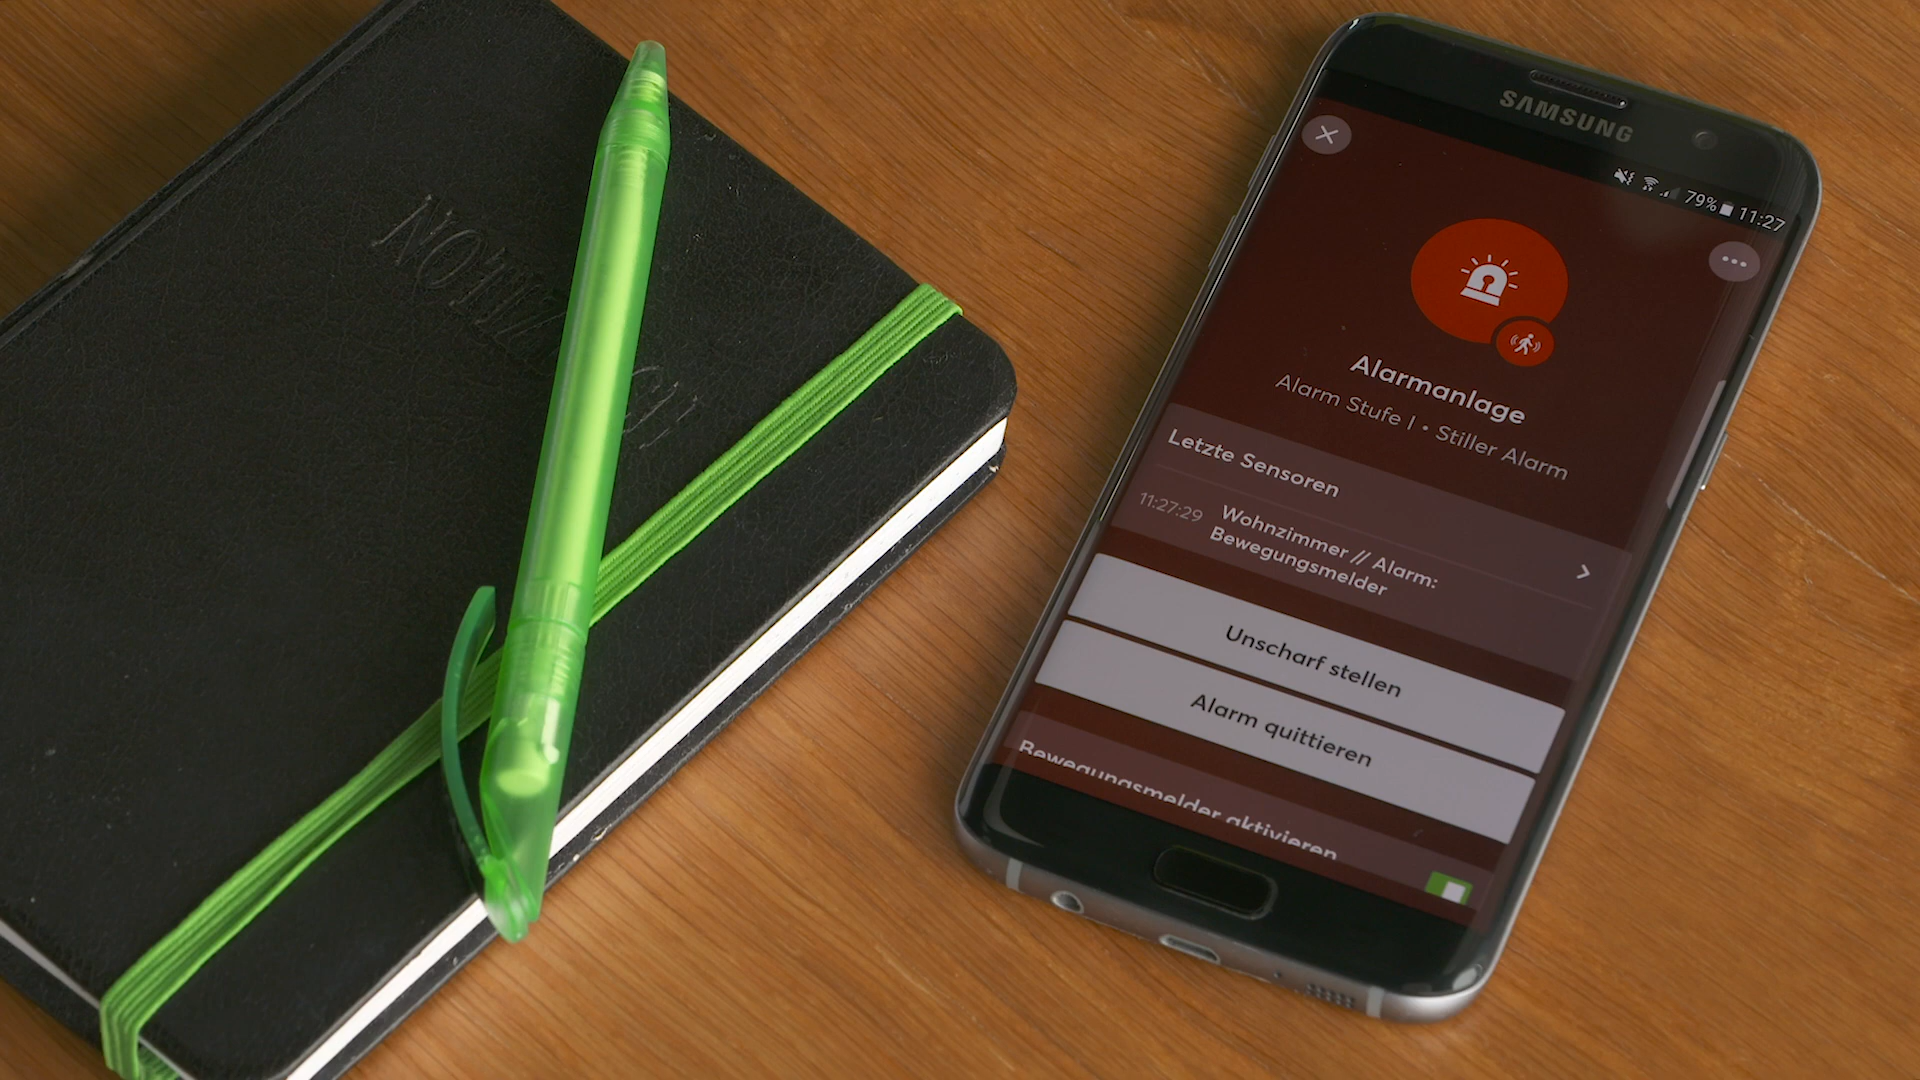 SAMSUNG
79% 11:27
Alarmanlage
Alarm Stufe I • Stiller Alarm
Letzte Sensoren
11:27:29 Wohnzimmer // Alarm:
Bewegungsmelder
Unscharf stellen
Alarm quittieren
Bewegungsmelder aktivieren